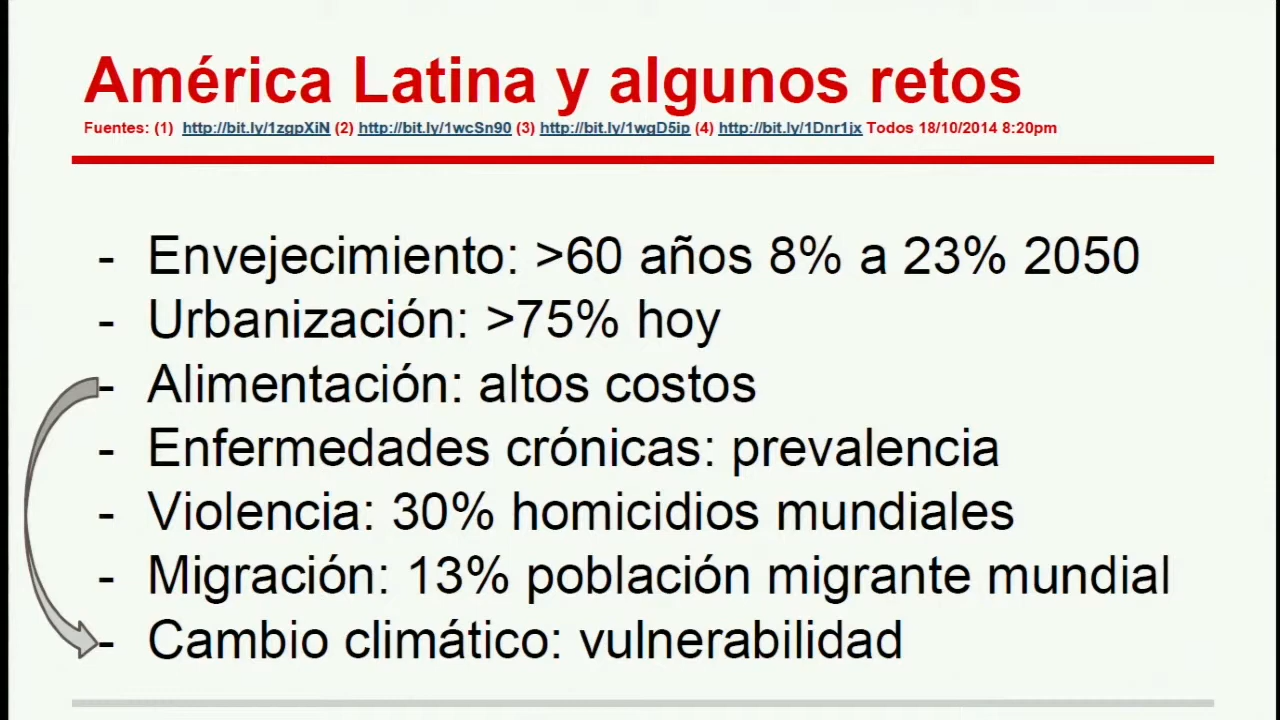 América Latina y algunos retos
Fuentes: (1) http://bit.ly/1zgpXiN (2) http://bit.ly/1wcSn90 (3) http://bit.ly/1wgD5ip (4) http://bit.ly/1Dnr1jx Todos 18/10/2014 8:20pm
- Envejecimiento: >60 años 8% a 23% 2050
- Urbanización: >75% hoy
- Alimentación: altos costos
- Enfermedades crónicas: prevalencia
- Violencia: 30% homicidios mundiales
- Migración: 13% población migrante mundial
- Cambio climático: vulnerabilidad